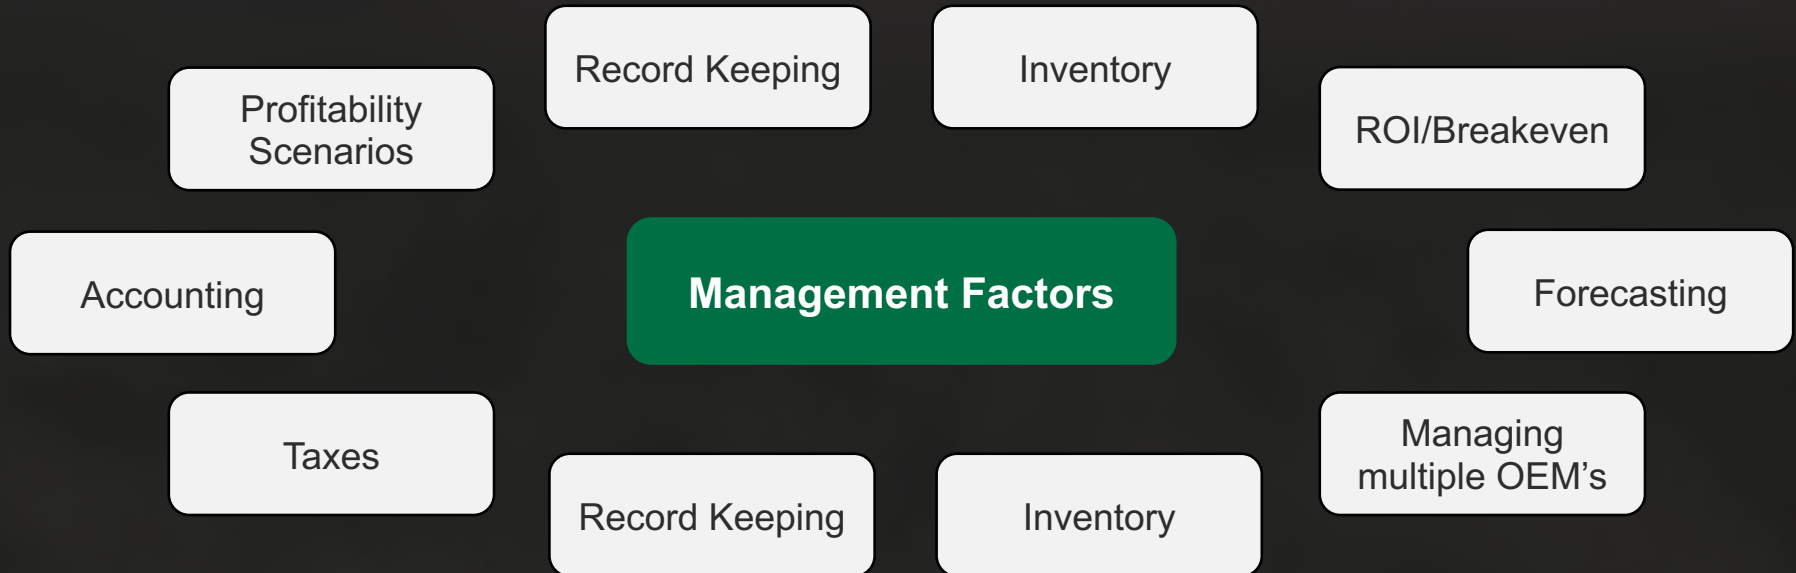 Record Keeping
Inventory
Profitability
Scenarios
ROI/Breakeven
Accounting
Management Factors
Forecasting
Taxes
Managing
multiple OEM’s
Record Keeping
Inventory